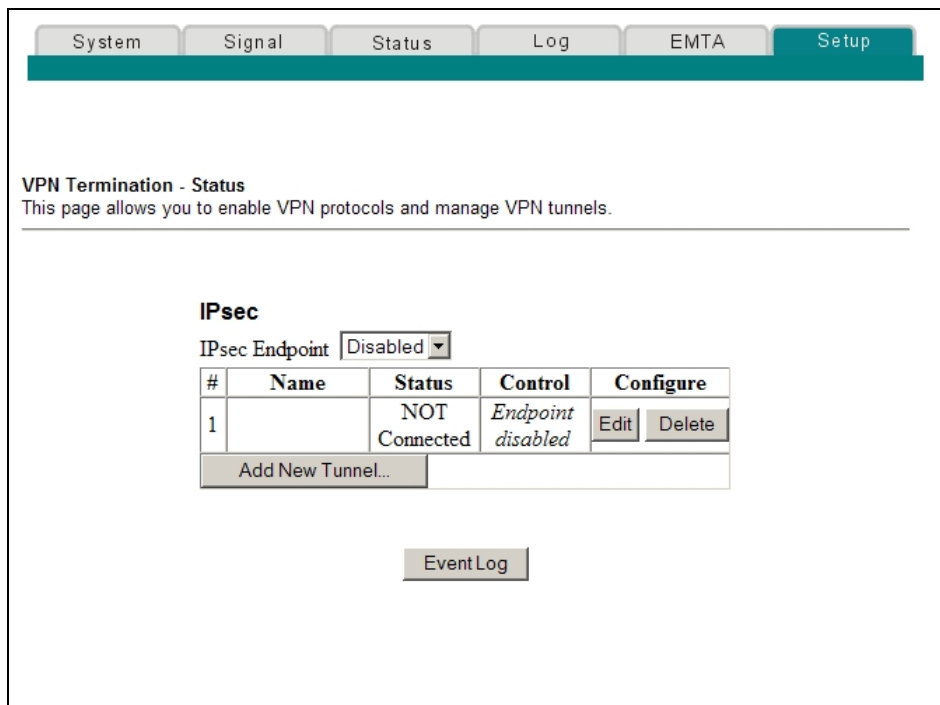 System Signal Status Log EMTA Setup
VPN Termination - Status
This page allows you to enable VPN protocols and manage VPN tunnels.
IPsec
IPsec Endpoint Disabled
# Name Status Control Configure
1 NOT Connected Endpoint disabled Edit Delete
Add New Tunnel...
Event Log